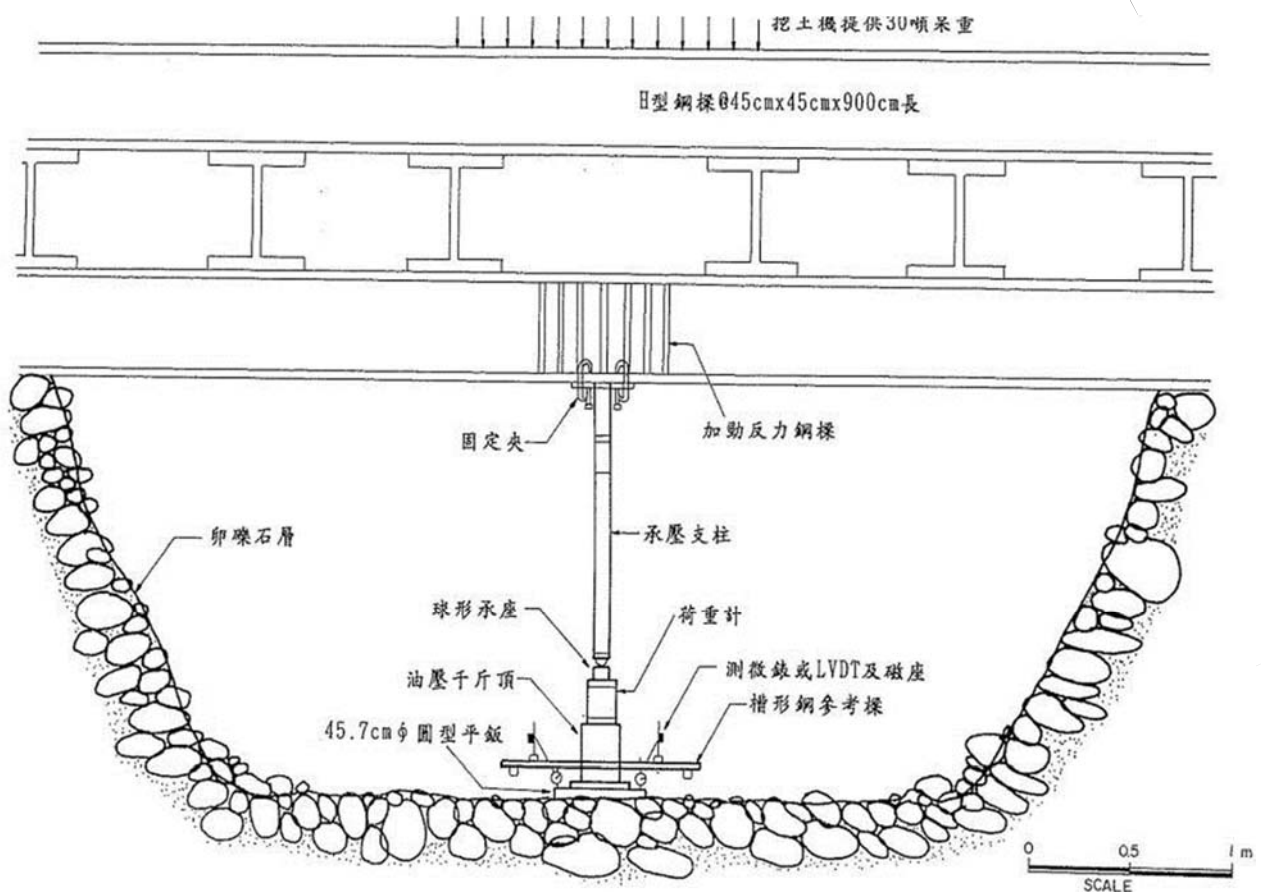 挖土機提供30噸呆重
H型鋼樑@45cmx45cmx900cm長
固定夾
加勁反力鋼樑
卵礫石層
承壓支柱
球形承座
荷重計
油壓千斤頂
測微錶或LVDT及磁座
槽形鋼參考樑
45.7cmϕ圓型平鈑
0 0.5 1 m
SCALE